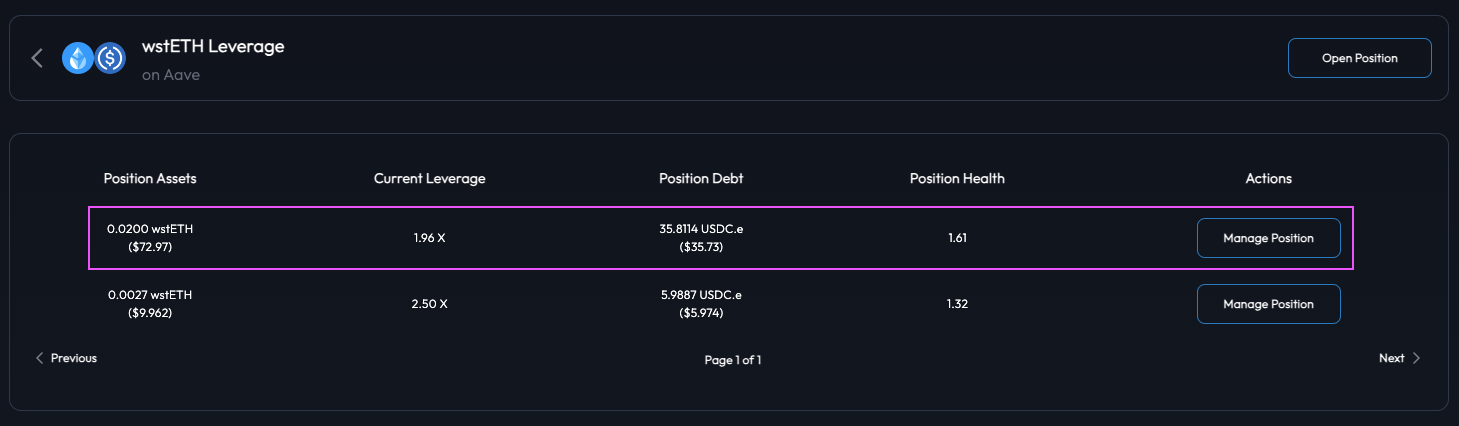 wstETH Leverage
on Aave
Open Position
Position Assets
Current Leverage
Position Debt
Position Health
Actions
0.0200 wstETH
($72.97)
1.96 X
35.8114 USDC.e
($35.73)
1.61
Manage Position
0.0027 wstETH
($9.962)
2.50 X
5.9887 USDC.e
($5.974)
1.32
Manage Position
Previous
Page 1 of 1
Next